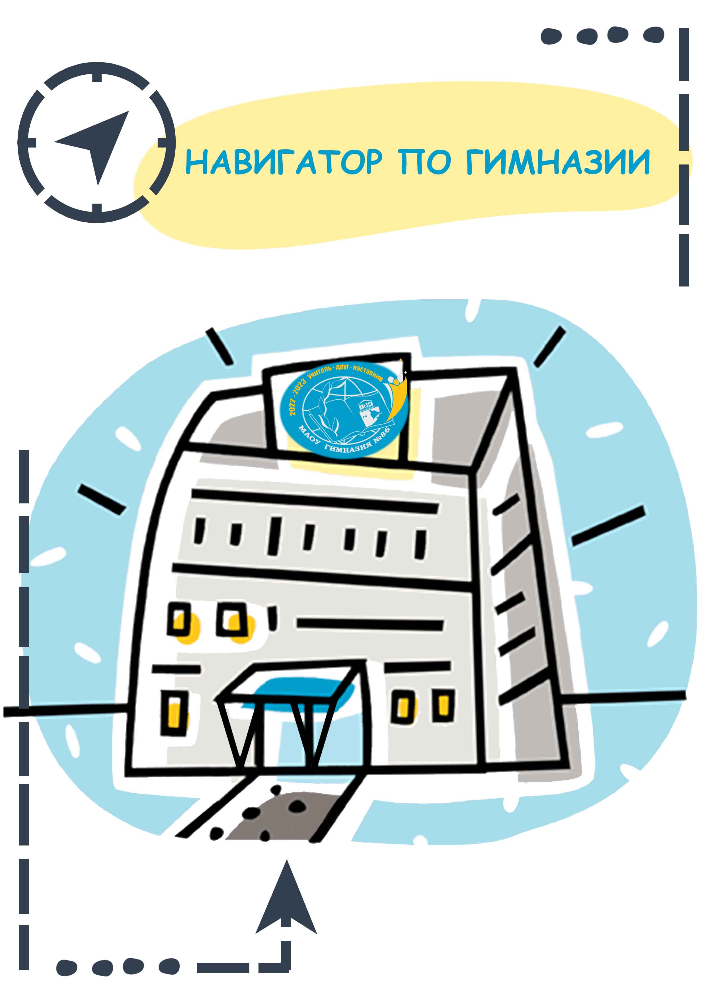 НАВИГАТОР ПО ГИМНАЗИИ
2022 - 2023 Учитель - друг - наставник
UNESCO
МАОУ ГИМНАЗИЯ №86